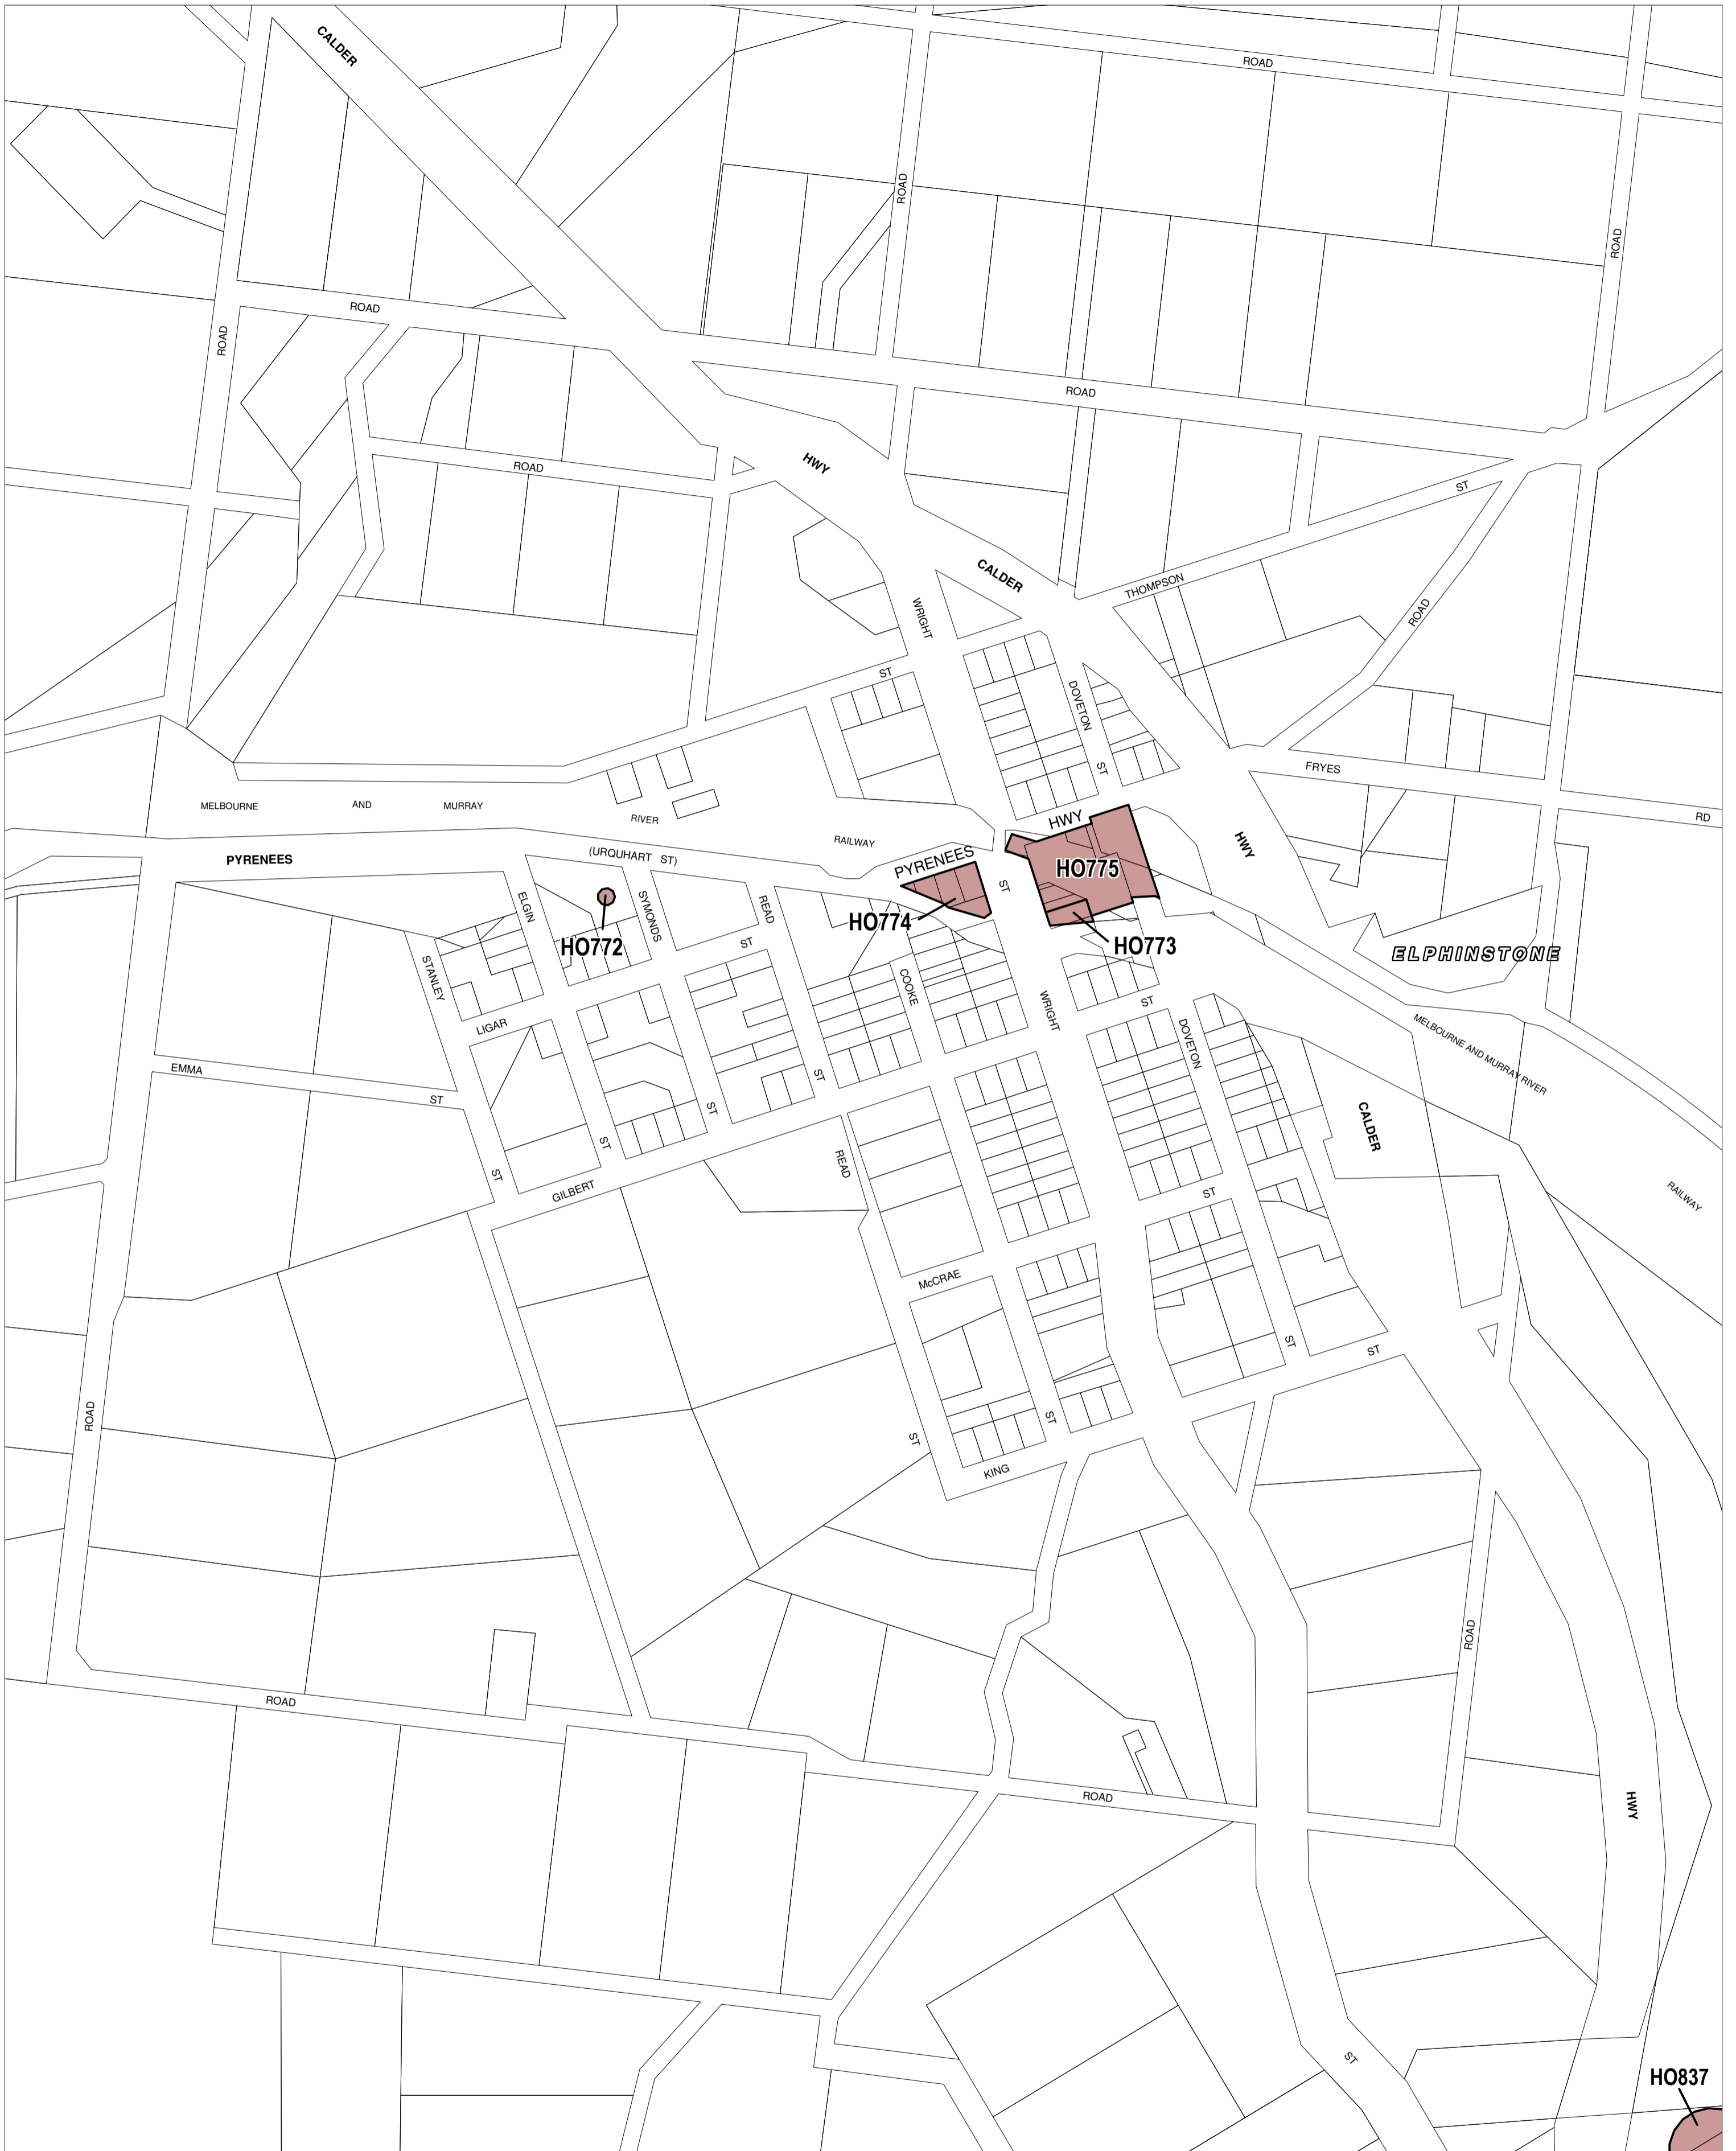 CALDER
ROAD
ROAD
ROAD
ROAD
ROAD
ROAD
ROAD
HWY
ROAD
ST
CALDER
THOMPSON
WRIGHT
ROAD
ST
DOVETON
ST
FRYES
MELBOURNE AND MURRAY
RIVER
RD
HWY
RAILWAY
HWY
PYRENEES
(URQUHART ST)
PYRENEES
HO775
ST
ELGIN
SYMONDS
READ
HO774
HO772
HO773
ST
ELPHINSTONE
STANLEY
COOKE
WRIGHT
ST
LIGAR
DOVETON
MELBOURNE AND MURRAY RIVER
EMMA
ST
ST
ST
ST
CALDER
READ
ST
GILBERT
ST
RAILWAY
McCRAE
ST
ST
ROAD
ST
ST
KING
ROAD
ROAD
ROAD
HWY
ST
HO837